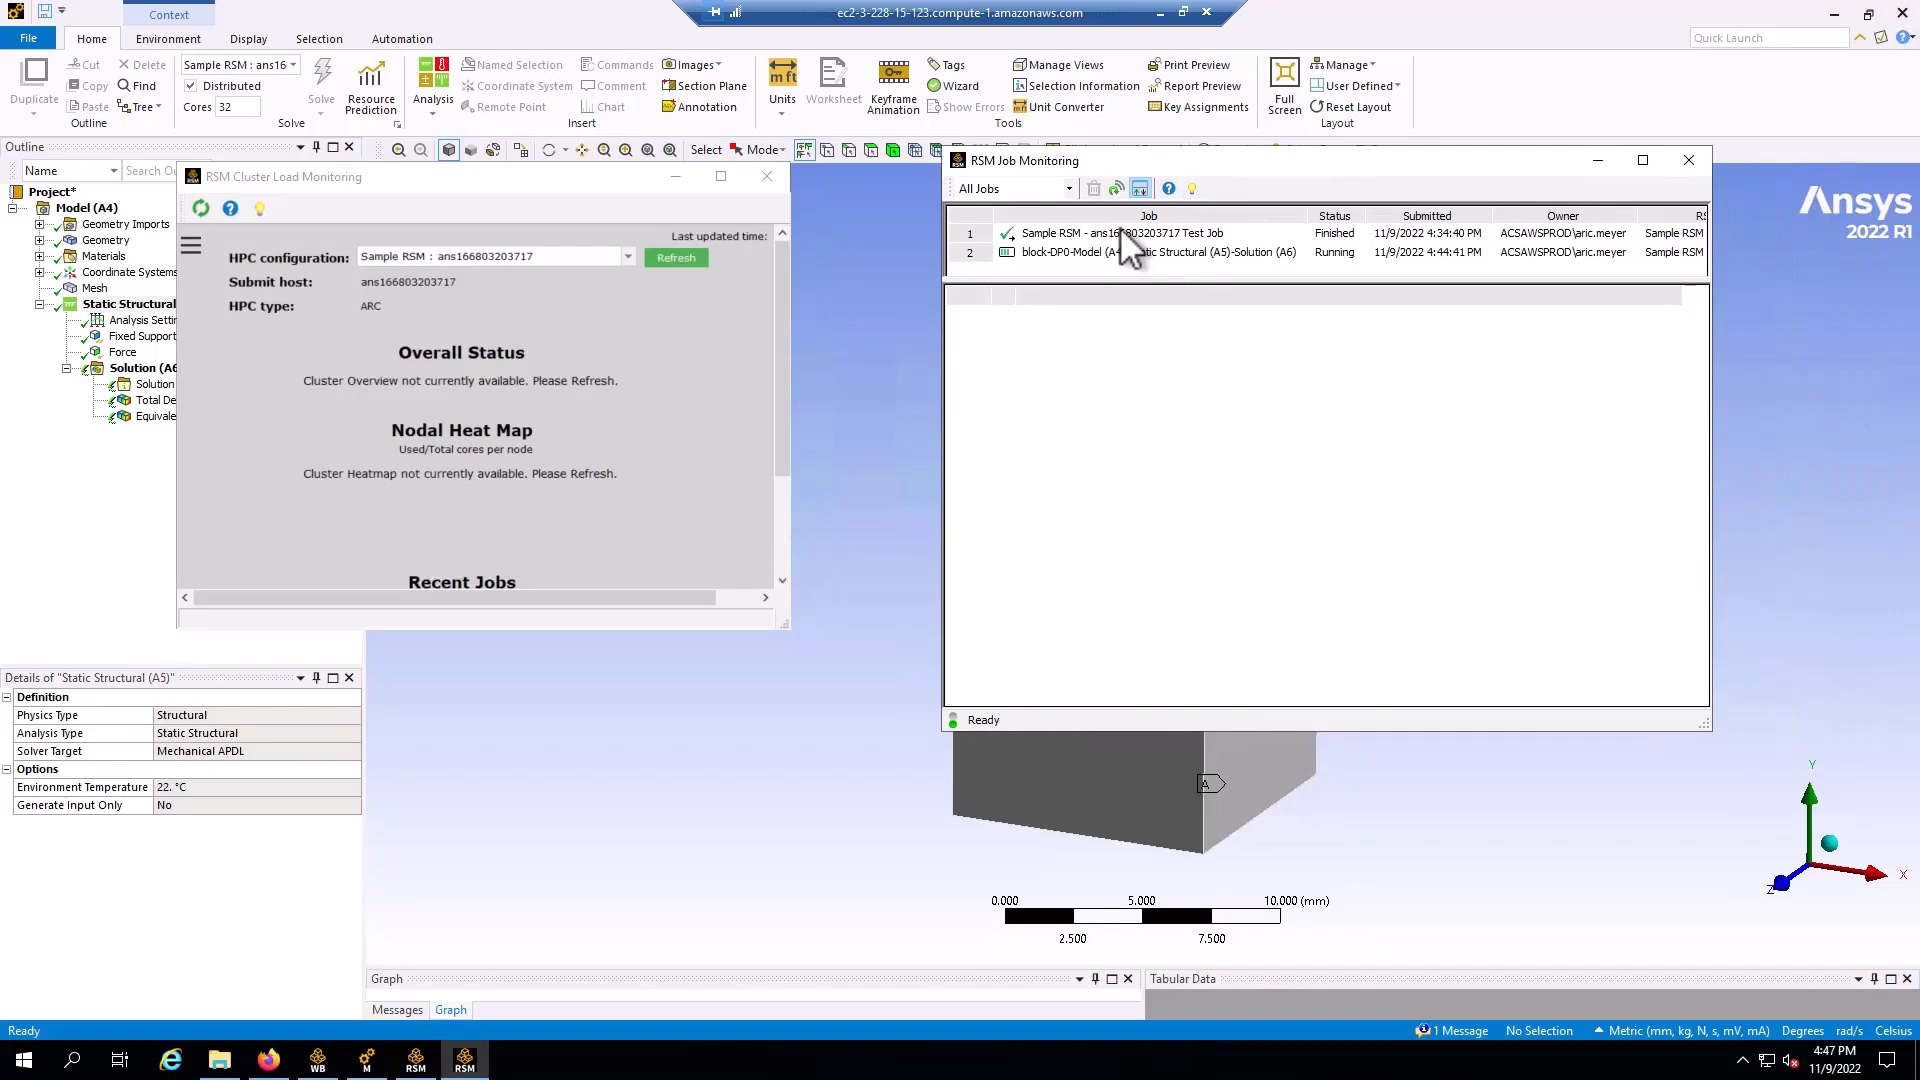 Context
ec2-3-228-15-123.compute-1.amazonaws.com
File
Home
Environment
Display
Selection
Automation
Quick Launch
Duplicate
Cut
Copy
Paste
Delete
Find
Tree
Outline
Sample RSM : ans16
Distributed
Cores 32
Solve
Resource Prediction
Solve
Analysis
Named Selection
Coordinate System
Remote Point
Commands
Comment
Chart
Images
Section Plane
Annotation
Insert
Units
Worksheet
Keyframe Animation
Tags
Wizard
Show Errors
Manage Views
Selection Information
Unit Converter
Print Preview
Report Preview
Key Assignments
Tools
Full Screen
Manage
User Defined
Reset Layout
Layout
Outline
Name
Search Ou
Select
Mode
Project*
Model (A4)
Geometry Imports
Geometry
Materials
Coordinate Systems
Mesh
Static Structural
Analysis Settin
Fixed Support
Force
Solution (A6
Solution
Total De
Equivale
RSM Cluster Load Monitoring
Last updated time:
HPC configuration: Sample RSM : ans166803203717 Refresh
Submit host: ans166803203717
HPC type: ARC
Overall Status
Cluster Overview not currently available. Please Refresh.
Nodal Heat Map
Used/Total cores per node
Cluster Heatmap not currently available. Please Refresh.
Recent Jobs
RSM Job Monitoring
All Jobs
Job Status Submitted Owner RS
1 Sample RSM - ans166803203717 Test Job Finished 11/9/2022 4:34:40 PM ACSAWSPROD\aric.meyer Sample RSM
2 block-DP0-Model (A tic Structural (A5)-Solution (A6) Running 11/9/2022 4:44:41 PM ACSAWSPROD\aric.meyer Sample RSM
Ready
Ansys
2022 R1
Details of "Static Structural (A5)"
Definition
Physics Type Structural
Analysis Type Static Structural
Solver Target Mechanical APDL
Options
Environment Temperature 22. °C
Generate Input Only No
A
Y
X
Z
0.000 5.000 10.000 (mm)
2.500 7.500
Graph
Tabular Data
Messages
Graph
Ready
1 Message
No Selection
Metric (mm, kg, N, s, mV, mA)
Degrees
rad/s
Celsius
WB
M
RSM
RSM
4:47 PM
11/9/2022